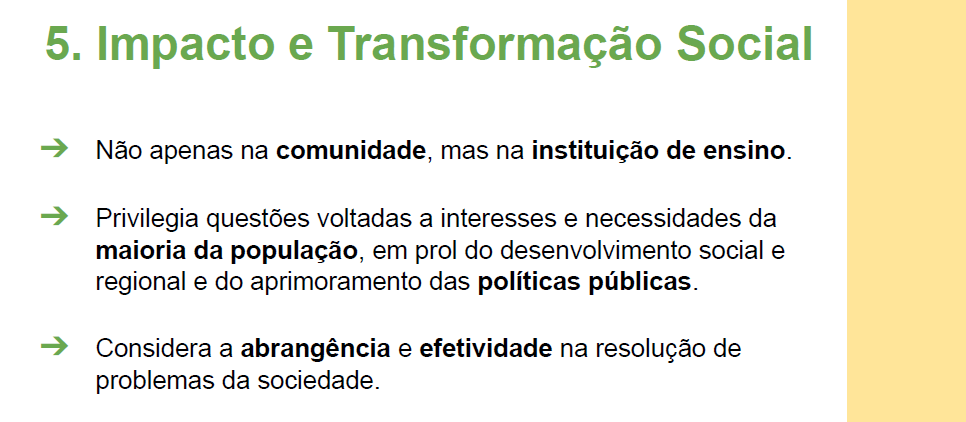 5. Impacto e Transformação Social
➔ Não apenas na comunidade, mas na instituição de ensino.
➔ Privilegia questões voltadas a interesses e necessidades da
maioria da população, em prol do desenvolvimento social e
regional e do aprimoramento das políticas públicas.
➔ Considera a abrangência e efetividade na resolução de
problemas da sociedade.